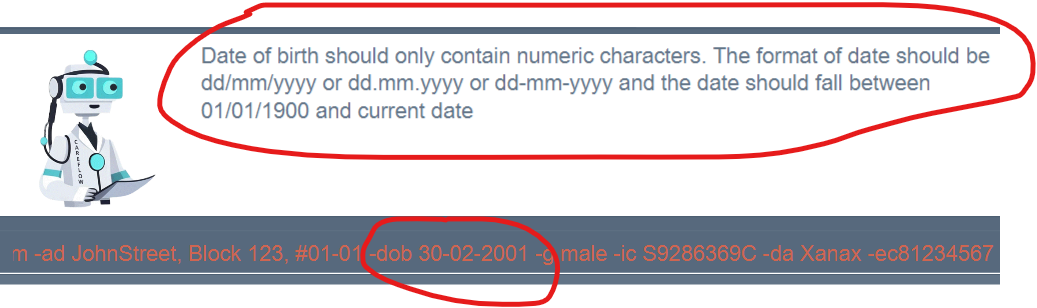 Date of birth should only contain numeric characters. The format of date should be
dd/mm/yyyy or dd.mm.yyyy or dd-mm-yyyy and the date should fall between
01/01/1900 and current date
CAREFLOW
m -ad JohnStreet, Block 123, #01-01 -dob 30-02-2001 -g male -ic S9286369C -da Xanax -ec81234567